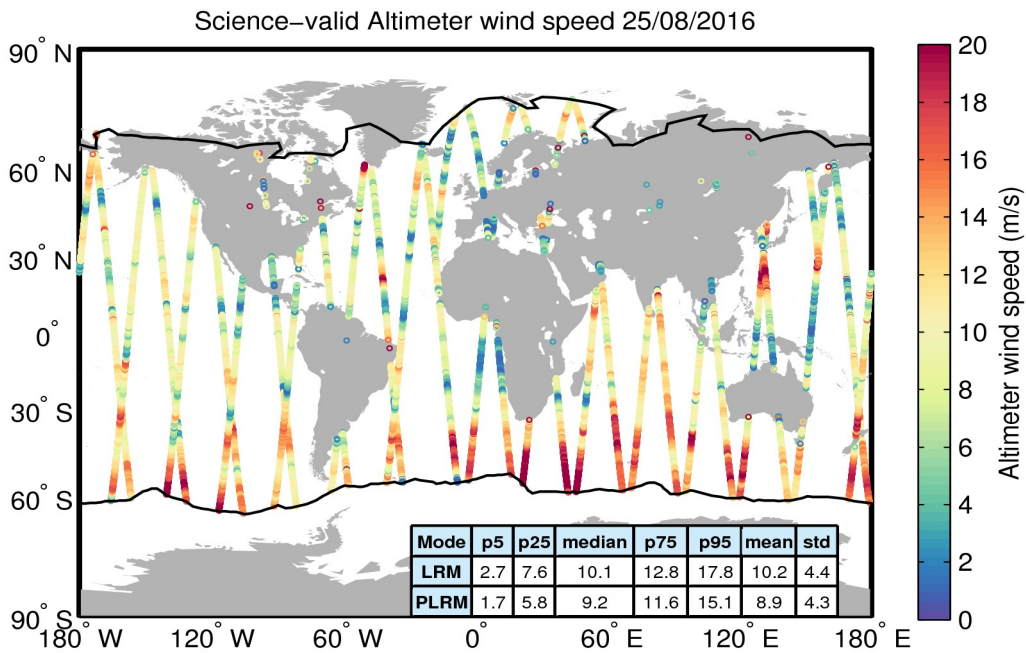 Science−valid Altimeter wind speed 25/08/2016
90° N
60° N
30° N
0°
30° S
60° S
90° S
180° W
120° W
60° W
0°
60° E
120° E
180° E
Mode p5 p25 median p75 p95 mean std
LRM 2.7 7.6 10.1 12.8 17.8 10.2 4.4
PLRM 1.7 5.8 9.2 11.6 15.1 8.9 4.3
20
18
16
14
12
10
8
6
4
2
0
Altimeter wind speed (m/s)